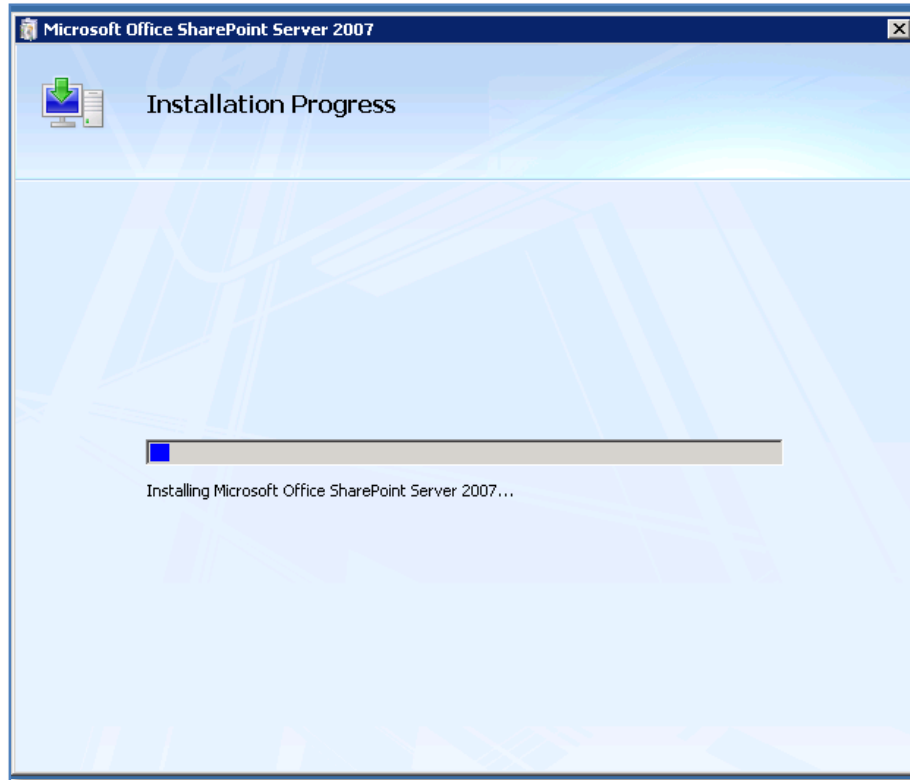 Microsoft Office SharePoint Server 2007
Installation Progress
Installing Microsoft Office SharePoint Server 2007...